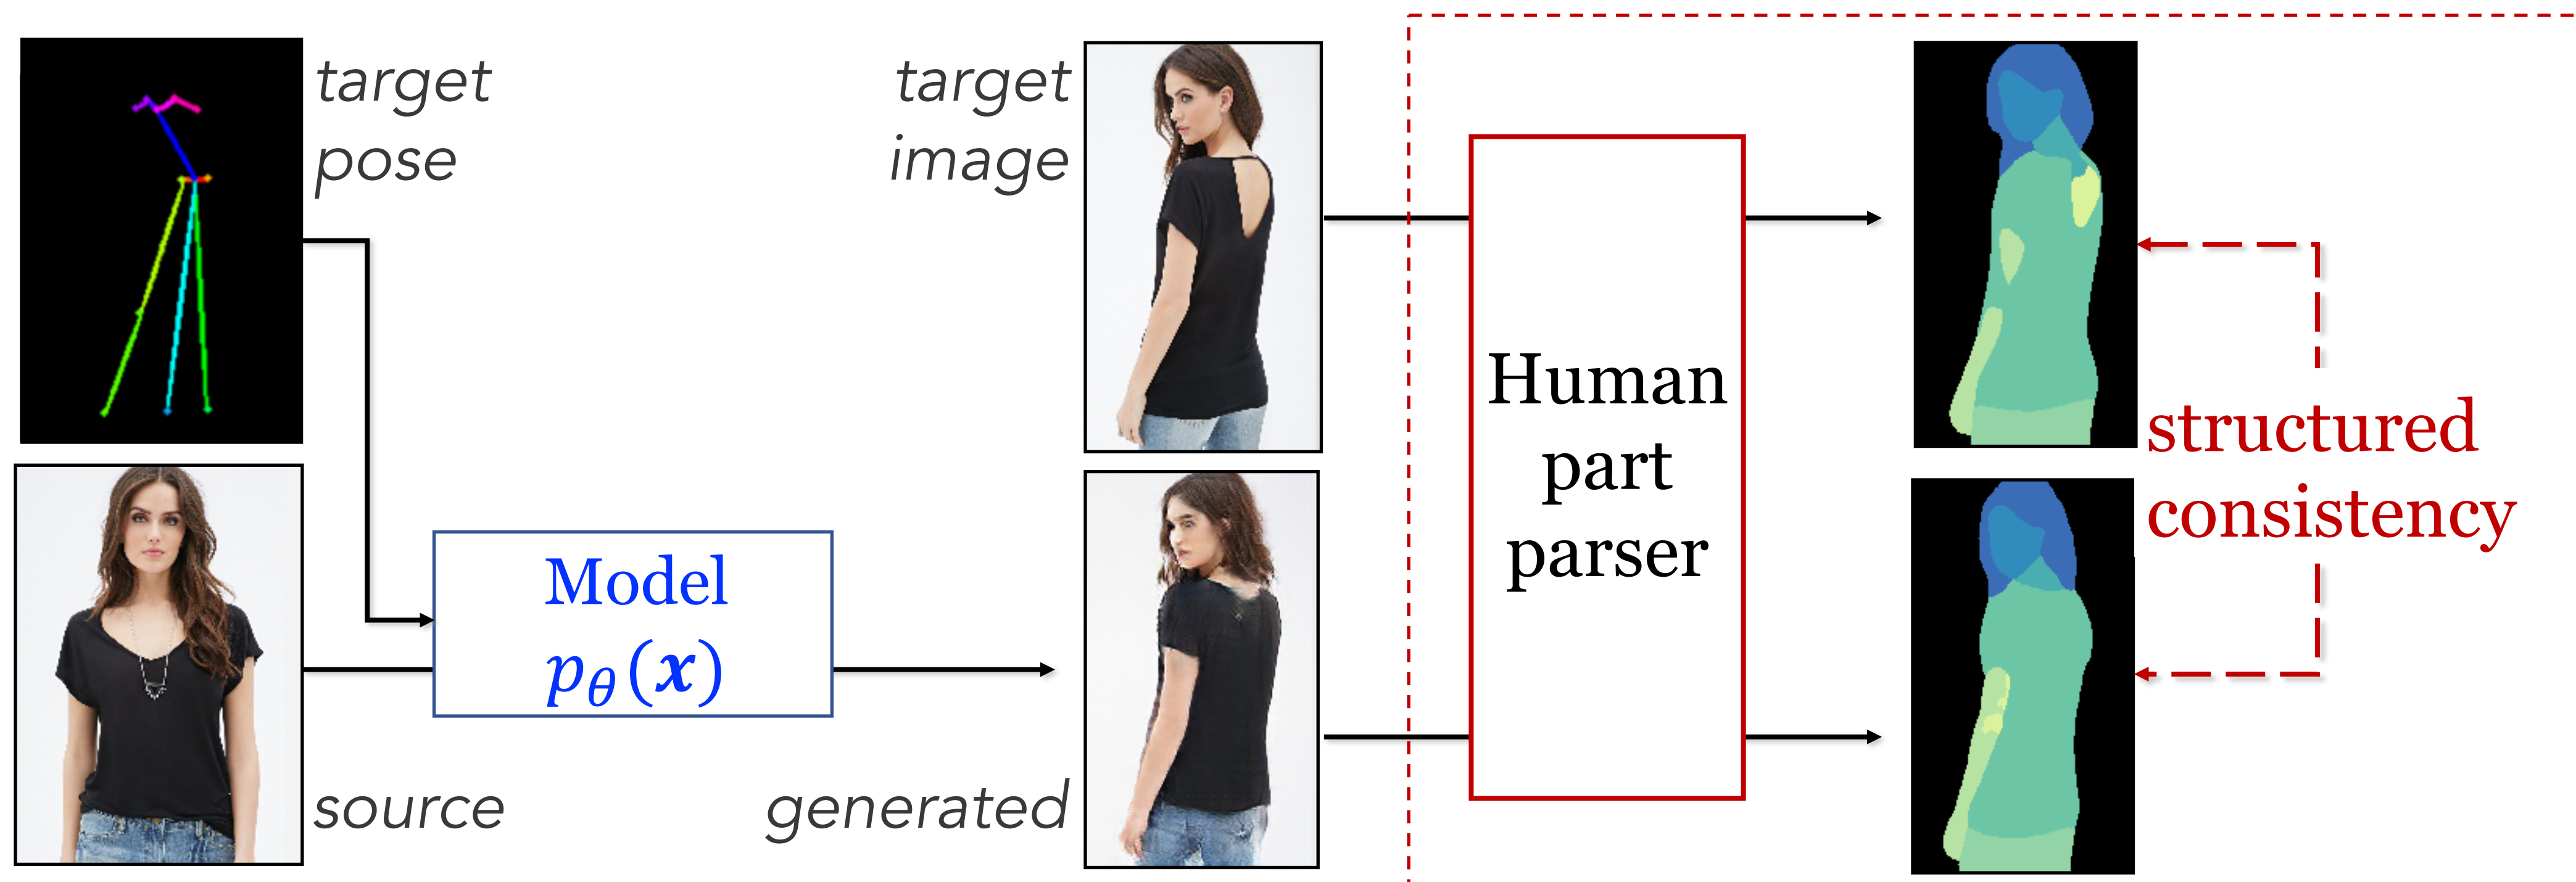 target
pose
target
image
source
Model
pθ(x)
generated
Human
part
parser
structured
consistency